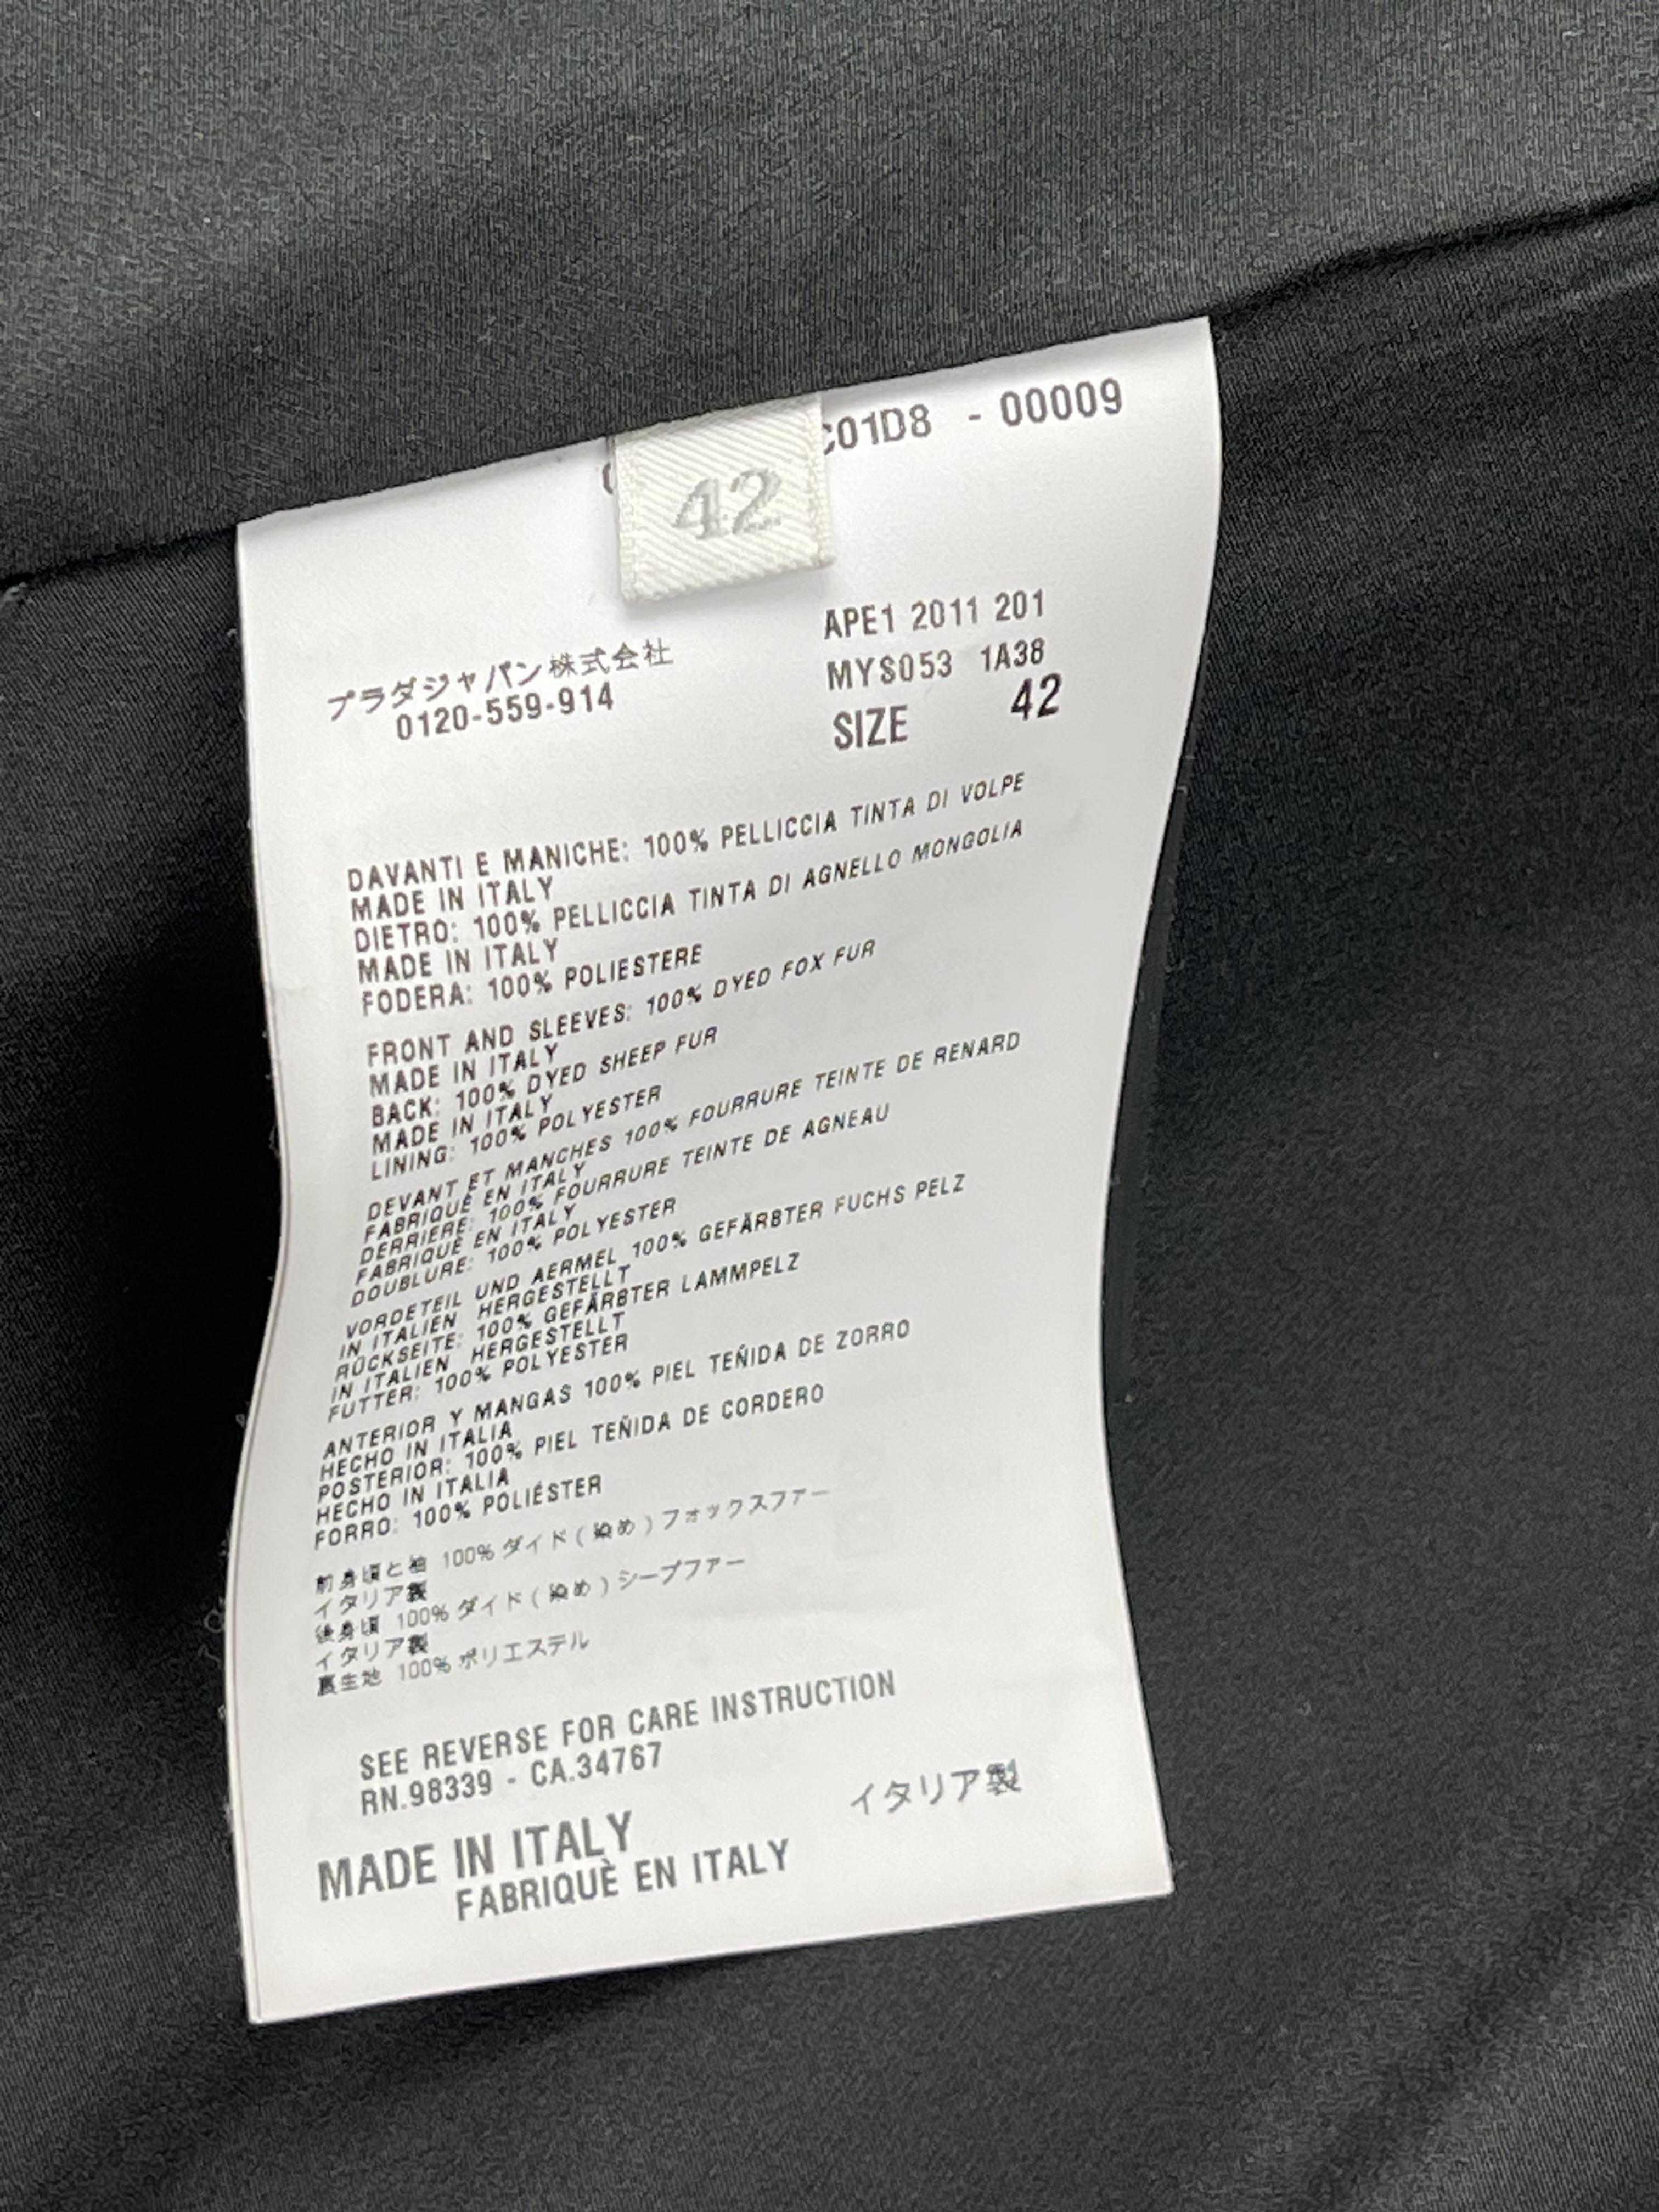 C01D8 - 00009
42
プラダジャパン株式会社
0120-559-914
APE1 2011 201
MYS053 1A38
SIZE 42
DAVANTI E MANICHE: 100% PELLICCIA TINTA DI VOLPE
MADE IN ITALY
DIETRO: 100% PELLICCIA TINTA DI AGNELLO MONGOLIA
MADE IN ITALY
FODERA: 100% POLIESTERE
FRONT AND SLEEVES: 100% DYED FOX FUR
MADE IN ITALY
BACK: 100% DYED SHEEP FUR
MADE IN ITALY
LINING: 100% POLYESTER
DEVANT ET MANCHES 100% FOURRURE TEINTE DE RENARD
FABRIQUÈ EN ITALY
DERRIERE: 100% FOURRURE TEINTE DE AGNEAU
FABRIQUÈ EN ITALY
DOUBLURE: 100% POLYESTER
VORDETEIL UND AERMEL 100% GEFÄRBTER FUCHS PELZ
IN ITALIEN HERGESTELLT
RÜCKSEITE: 100% GEFÄRBTER LAMMPELZ
IN ITALIEN HERGESTELLT
FUTTER: 100% POLYESTER
ANTERIOR Y MANGAS 100% PIEL TEÑIDA DE ZORRO
HECHO IN ITALIA
POSTERIOR: 100% PIEL TEÑIDA DE CORDERO
HECHO IN ITALIA
FORRO: 100% POLIÉSTER
前身頃と袖 100% ダイド(染め)フォックスファー
イタリア製
後身頃 100% ダイド(染め)シープファー
イタリア製
裏生地 100% ポリエステル
SEE REVERSE FOR CARE INSTRUCTION
RN.98339 - CA.34767
イタリア製
MADE IN ITALY
FABRIQUÈ EN ITALY